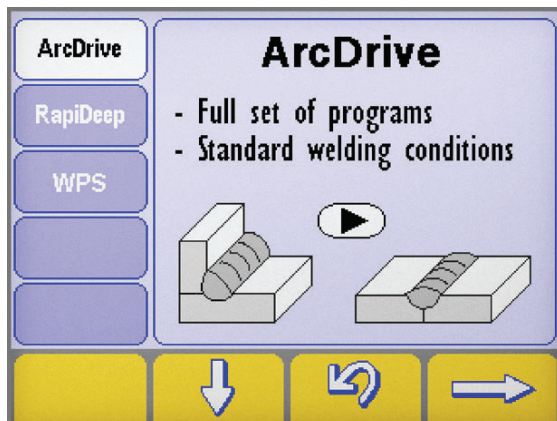 ArcDrive
RapiDeep
WPS
ArcDrive
- Full set of programs
- Standard welding conditions